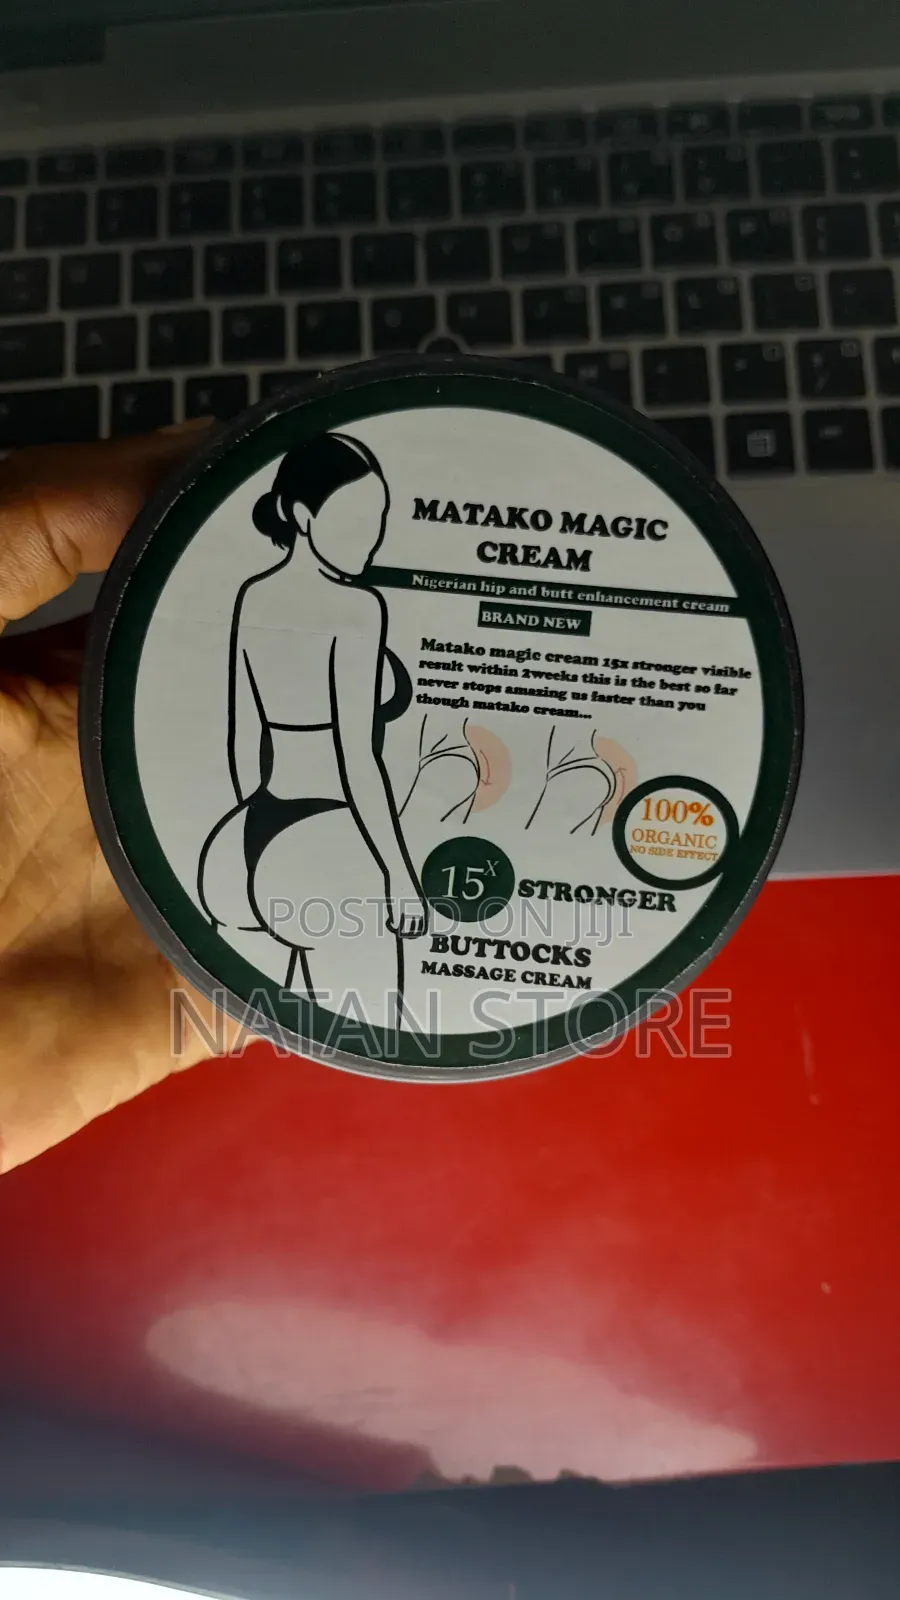 MATAKO MAGIC
CREAM
Nigerian hip and butt enhancement cream
BRAND NEW
Matako magic cream 15x stronger visible
result within 2weeks this is the best so far
never stops amazing us faster than you
though matako cream...
100%
ORGANIC
NO SIDE EFFECT
15X STRONGER
POSTED ON JIJI
BUTTOCKS
MASSAGE CREAM
NATAN STORE